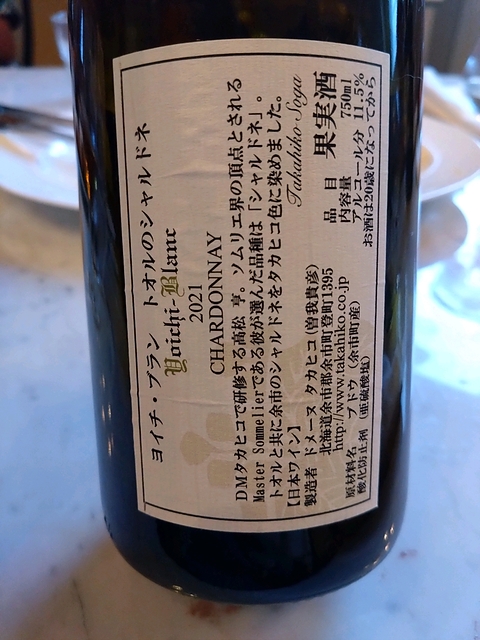 ヨイチ・ブラン　トオルのシャルドネ
Yoichi Blanc
2021
CHARDONNAY
DMタカヒコで研修する高松 亨。ソムリエ界の頂点とされる
Master Sommelierである彼が選んだ品種は「シャルドネ」。
トオルと共に余市のシャルドネをタカヒコ色に染めました。
【日本ワイン】
Takahiko Soga
製造者 ドメーヌ タカヒコ(曽我貴彦)
北海道余市郡余市町登町1395
http://www.takahiko.co.jp
原材料名 ブドウ（余市町産）
酸化防止剤（亜硫酸塩）
品目 果実酒
内容量 750ml
アルコール分 11.5%
お酒は20歳になってから